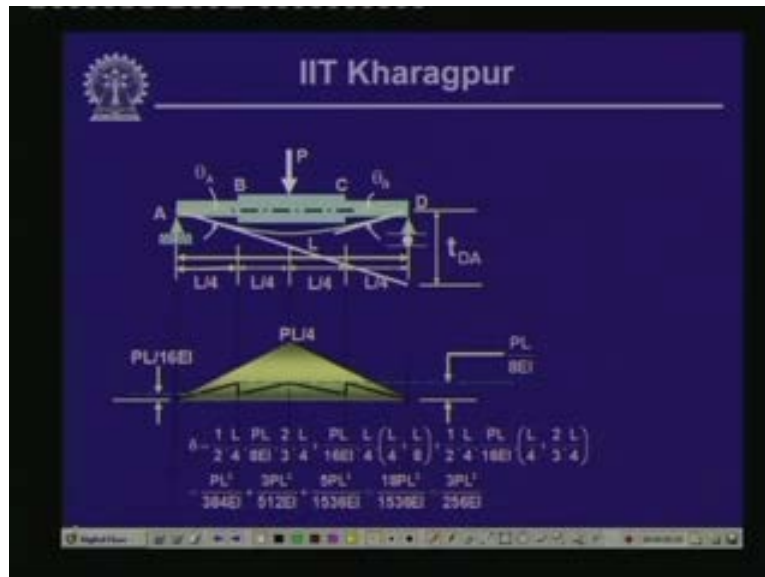 IIT Kharagpur
P
θA
B
C
θB
A
D
L
tDA
L/4 L/4 L/4 L/4
PL/4
PL/16EI
PL
8EI
δ = 1/2 · L/4 · PL/8EI · 2/3 · L/4 + PL/16EI · L/4 (L/4 + L/8) + 1/2 · L/4 · PL/16EI (L/4 + 2/3 · L/4)
= PL³/384EI + 3PL³/512EI + 5PL³/1536EI = 18PL³/1536EI = 3PL³/256EI